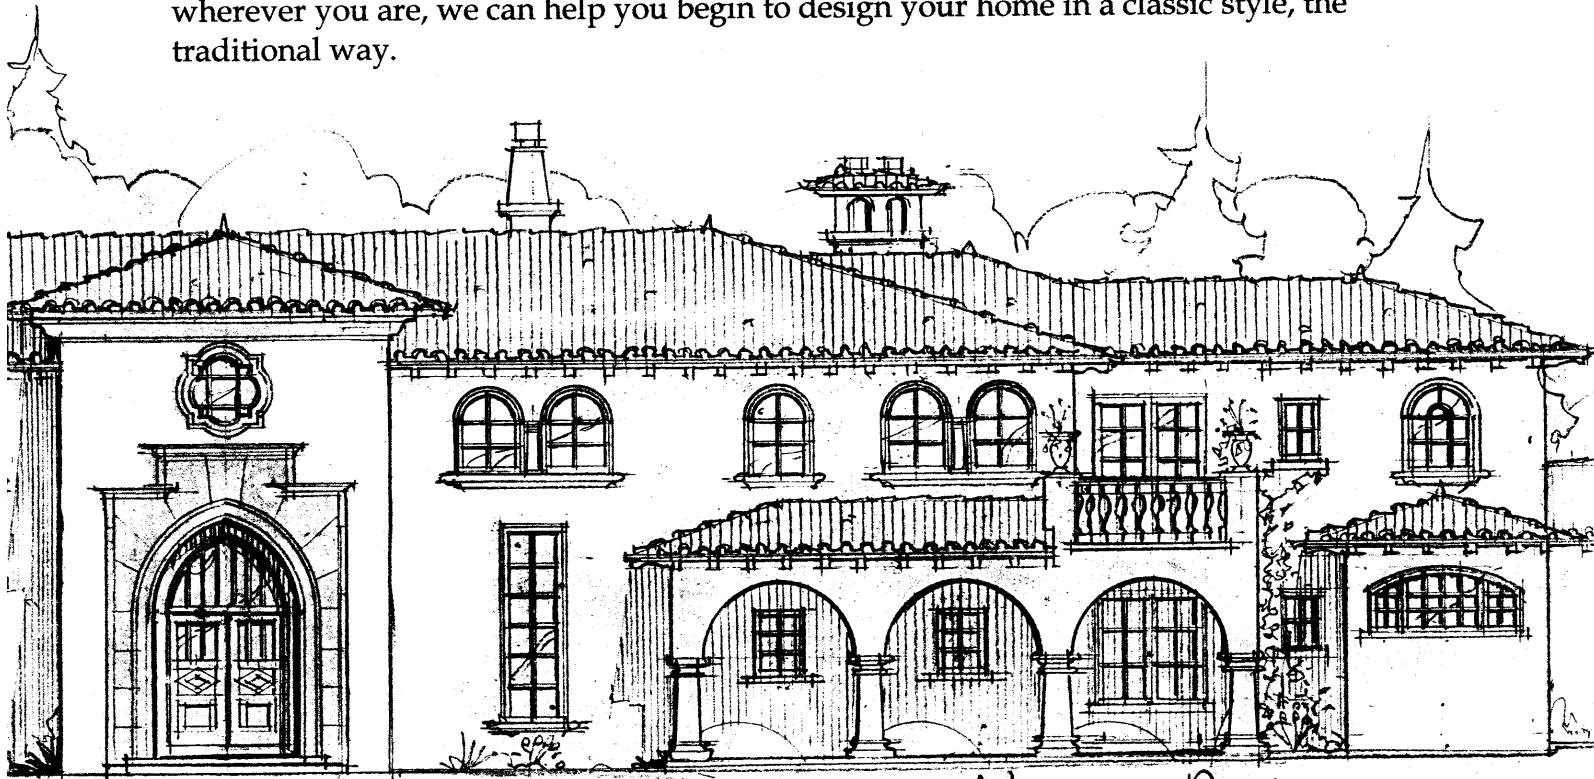 wherever you are, we can help you begin to design your home in a classic style, the
traditional way.